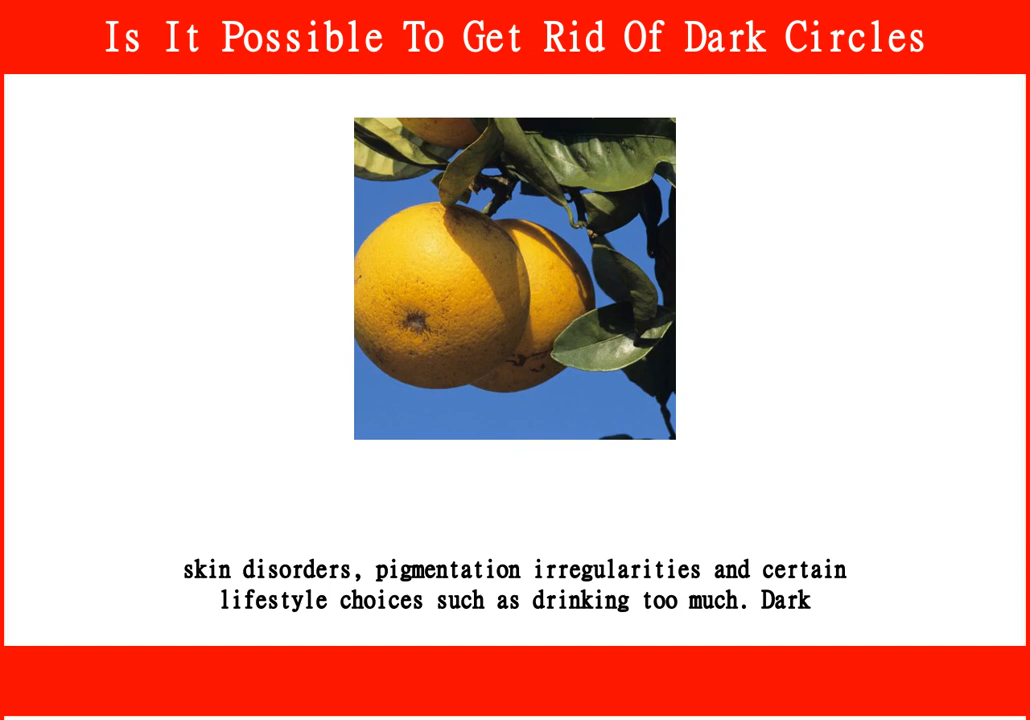 Is It Possible To Get Rid Of Dark Circles
skin disorders, pigmentation irregularities and certain
lifestyle choices such as drinking too much. Dark